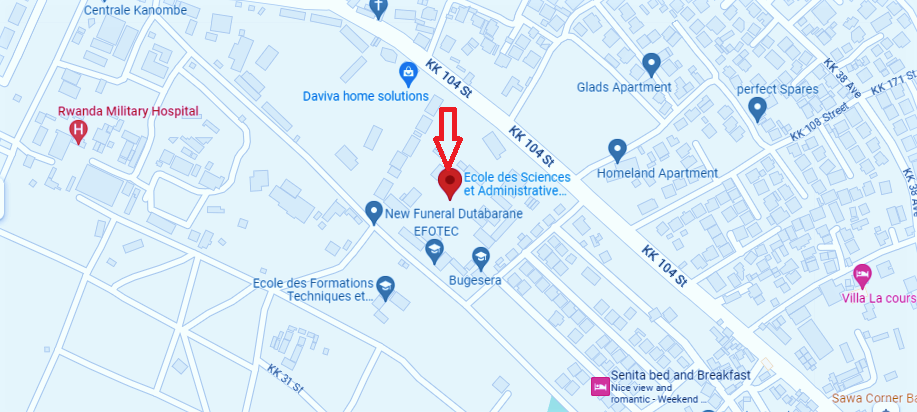 Centrale Kanombe
KK 104 St
Glads Apartment
KK 38 Ave
KK 171 St
Daviva home solutions
perfect Spares
Rwanda Military Hospital
H
KK 108 Street
KK 104 St
Homeland Apartment
Ecole des Sciences
et Administrative...
KK 38 Ave
New Funeral Dutabarane
EFOTEC
KK 104 St
Bugesera
Ecole des Formations
Techniques et...
Villa La cours
KK 31 St
Senita bed and Breakfast
Nice view and
romantic - Weekend ...
Sawa Corner Ba